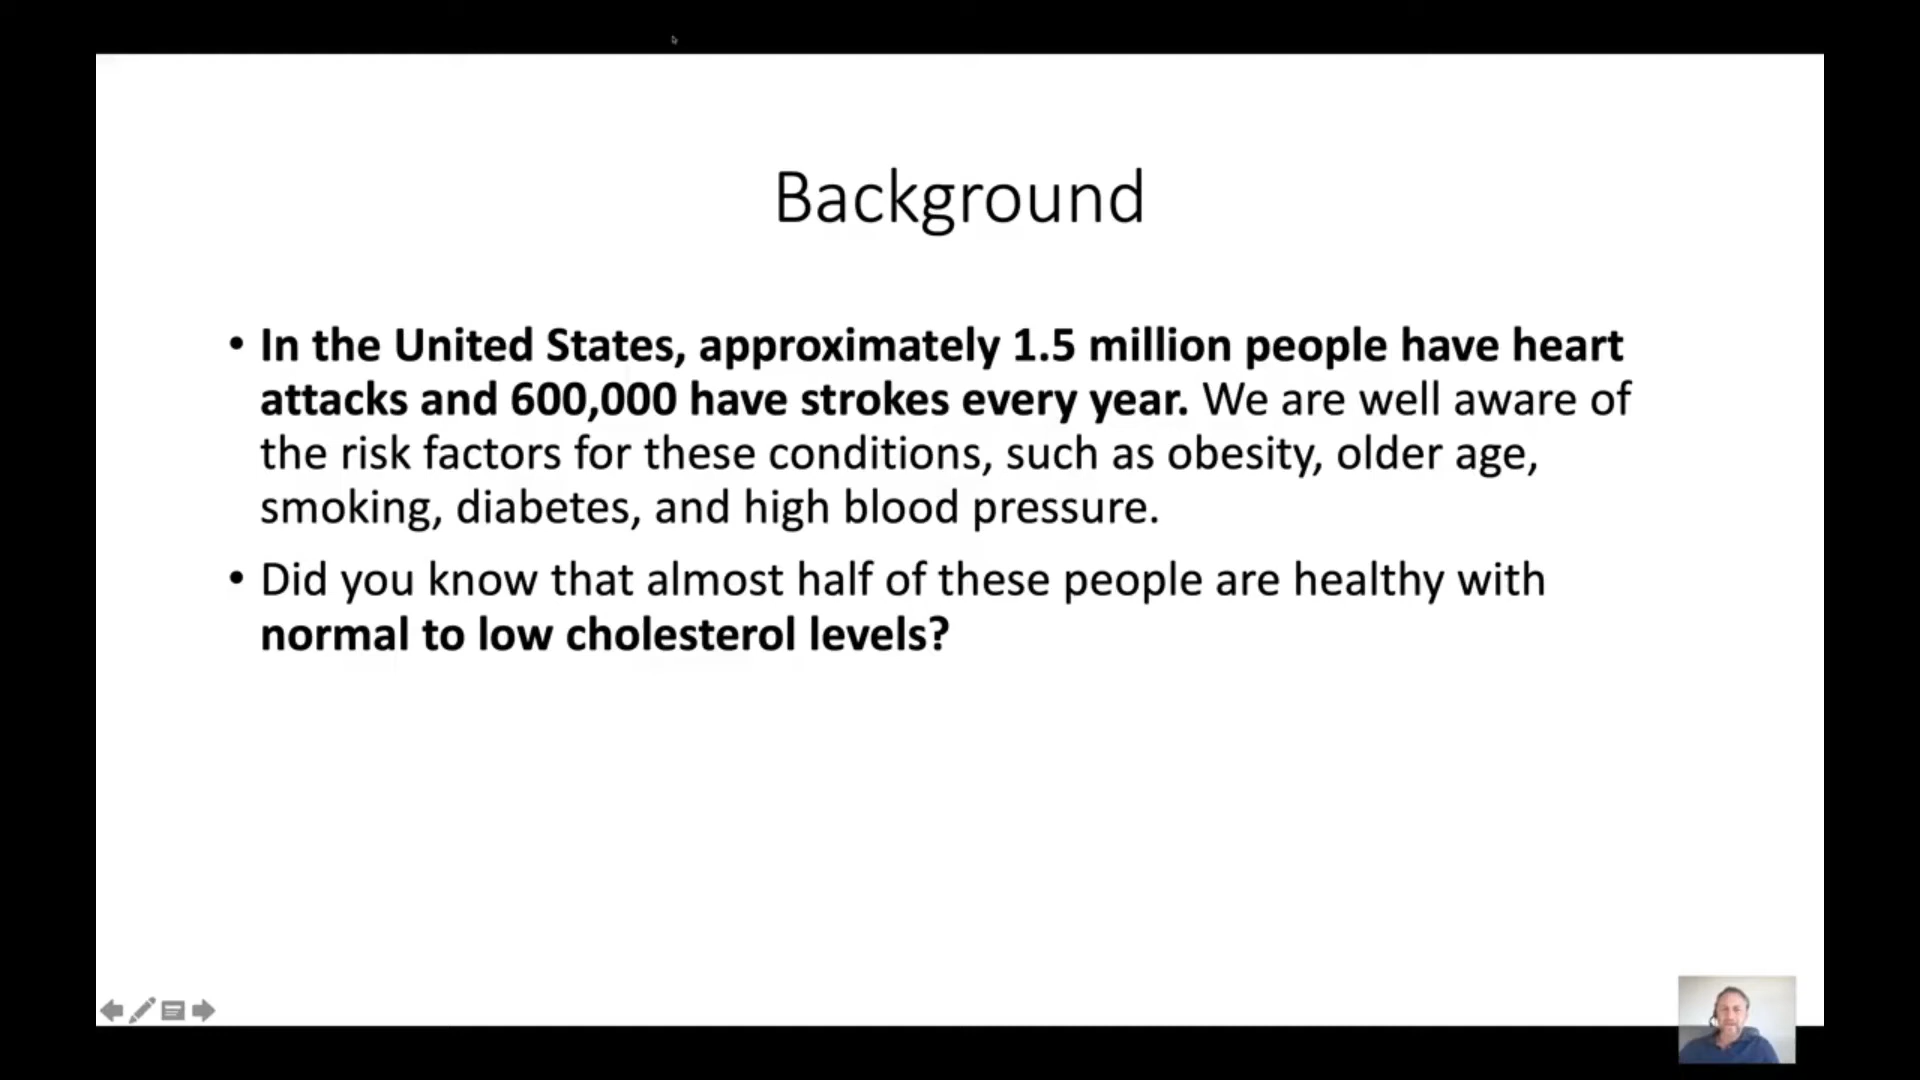 Background
• In the United States, approximately 1.5 million people have heart
attacks and 600,000 have strokes every year. We are well aware of
the risk factors for these conditions, such as obesity, older age,
smoking, diabetes, and high blood pressure.
• Did you know that almost half of these people are healthy with
normal to low cholesterol levels?